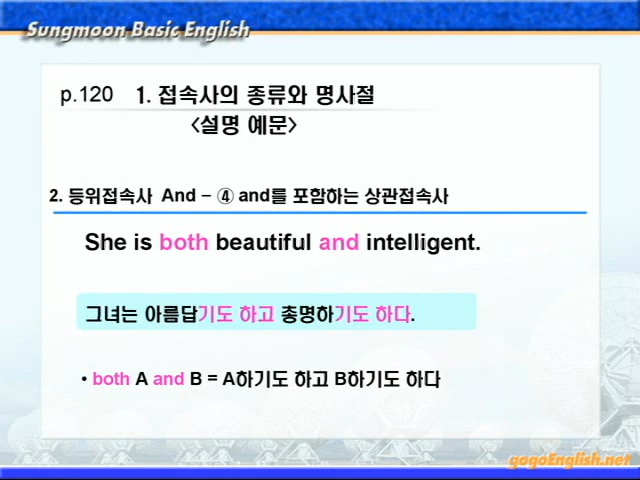 Sungmoon Basic English
p.120 1. 접속사의 종류와 명사절
<설명 예문>
2. 등위접속사 And – ④ and를 포함하는 상관접속사
She is both beautiful and intelligent.
그녀는 아름답기도 하고 총명하기도 하다.
• both A and B = A하기도 하고 B하기도 하다
gogoEnglish.net